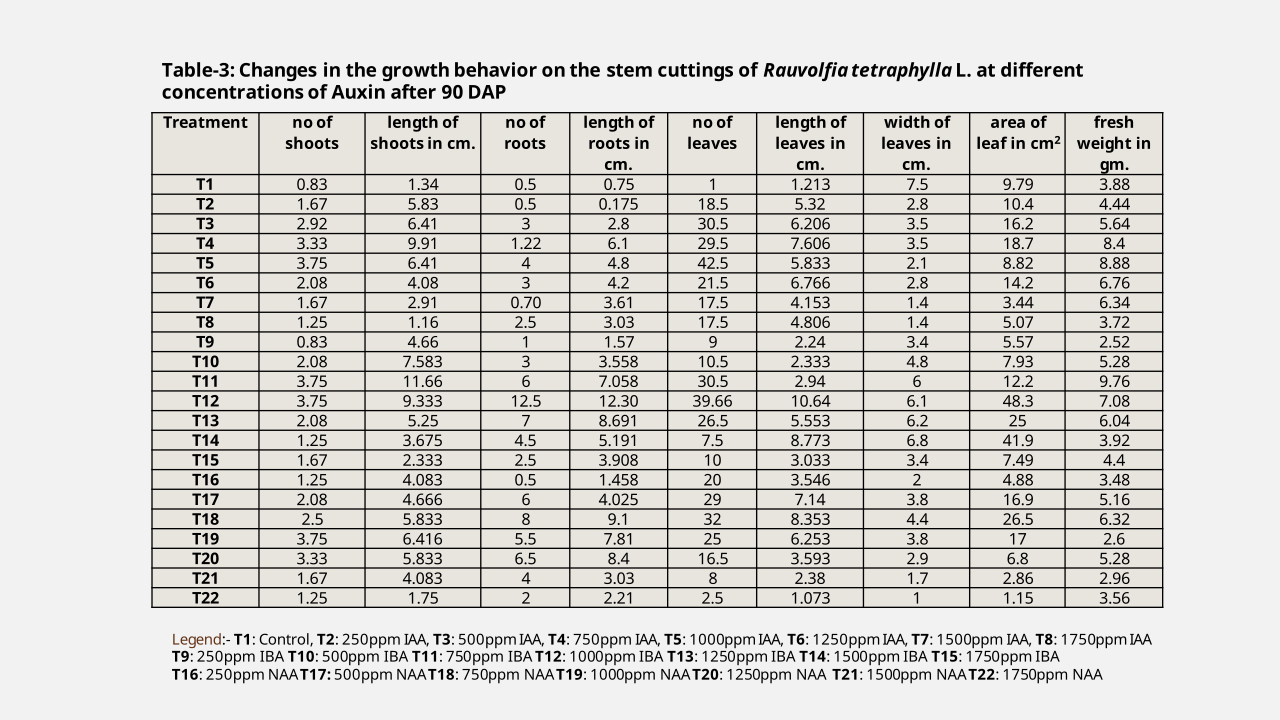 Table-3: Changes in the growth behavior on the stem cuttings of Rauvolfia tetraphylla L. at different
concentrations of Auxin after 90 DAP
Treatment no of shoots length of shoots in cm. no of roots length of roots in cm. no of leaves length of leaves in cm. width of leaves in cm. area of leaf in cm² fresh weight in gm.
T1 0.83 1.34 0.5 0.75 1 1.213 7.5 9.79 3.88
T2 1.67 5.83 0.5 0.175 18.5 5.32 2.8 10.4 4.44
T3 2.92 6.41 3 2.8 30.5 6.206 3.5 16.2 5.64
T4 3.33 9.91 1.22 6.1 29.5 7.606 3.5 18.7 8.4
T5 3.75 6.41 4 4.8 42.5 5.833 2.1 8.82 8.88
T6 2.08 4.08 3 4.2 21.5 6.766 2.8 14.2 6.76
T7 1.67 2.91 0.70 3.61 17.5 4.153 1.4 3.44 6.34
T8 1.25 1.16 2.5 3.03 17.5 4.806 1.4 5.07 3.72
T9 0.83 4.66 1 1.57 9 2.24 3.4 5.57 2.52
T10 2.08 7.583 3 3.558 10.5 2.333 4.8 7.93 5.28
T11 3.75 11.66 6 7.058 30.5 2.94 6 12.2 9.76
T12 3.75 9.333 12.5 12.30 39.66 10.64 6.1 48.3 7.08
T13 2.08 5.25 7 8.691 26.5 5.553 6.2 25 6.04
T14 1.25 3.675 4.5 5.191 7.5 8.773 6.8 41.9 3.92
T15 1.67 2.333 2.5 3.908 10 3.033 3.4 7.49 4.4
T16 1.25 4.083 0.5 1.458 20 3.546 2 4.88 3.48
T17 2.08 4.666 6 4.025 29 7.14 3.8 16.9 5.16
T18 2.5 5.833 8 9.1 32 8.353 4.4 26.5 6.32
T19 3.75 6.416 5.5 7.81 25 6.253 3.8 17 2.6
T20 3.33 5.833 6.5 8.4 16.5 3.593 2.9 6.8 5.28
T21 1.67 4.083 4 3.03 8 2.38 1.7 2.86 2.96
T22 1.25 1.75 2 2.21 2.5 1.073 1 1.15 3.56
Legend:- T1: Control, T2: 250ppm IAA, T3: 500ppm IAA, T4: 750ppm IAA, T5: 1000ppm IAA, T6: 1250ppm IAA, T7: 1500ppm IAA, T8: 1750ppm IAA
T9: 250ppm IBA T10: 500ppm IBA T11: 750ppm IBA T12: 1000ppm IBA T13: 1250ppm IBA T14: 1500ppm IBA T15: 1750ppm IBA
T16: 250ppm NAA T17: 500ppm NAA T18: 750ppm NAA T19: 1000ppm NAA T20: 1250ppm NAA T21: 1500ppm NAA T22: 1750ppm NAA